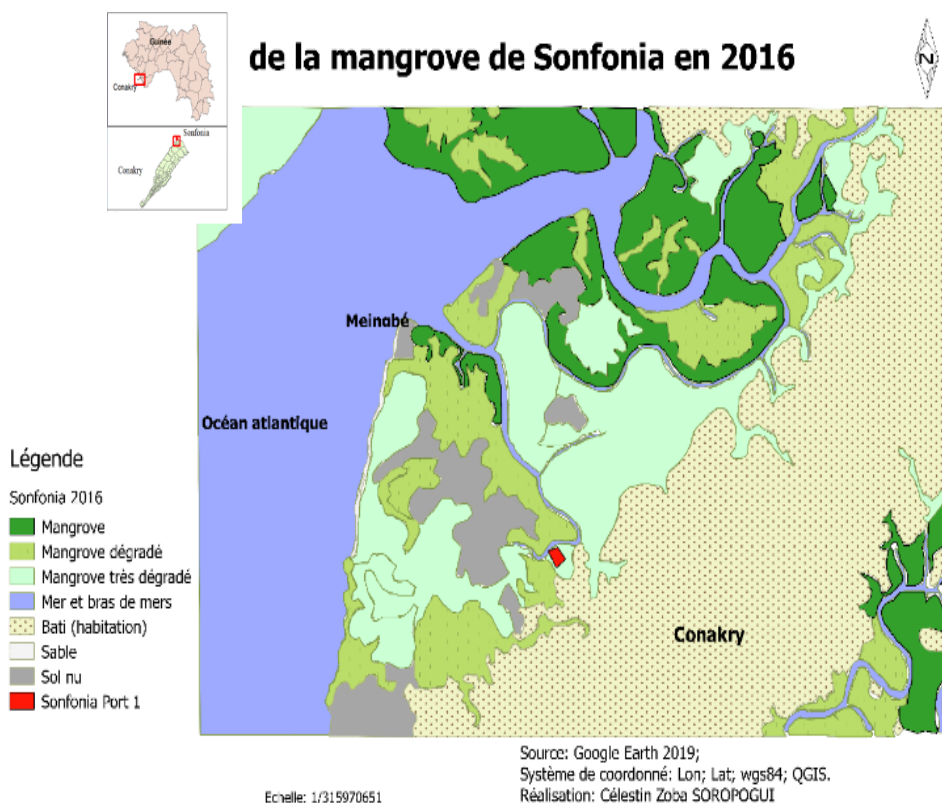 de la mangrove de Sonfonia en 2016
Guinée
Conakry
Sonfonia
Conakry
N
Meinabé
Océan atlantique
Conakry
Légende
Sonfonia 2016
Mangrove
Mangrove dégradé
Mangrove très dégradé
Mer et bras de mers
Bati (habitation)
Sable
Sol nu
Sonfonia Port 1
Source: Google Earth 2019;
Système de coordonné: Lon; Lat; wgs84; QGIS.
Echelle: 1/315970651
Réalisation: Célestin Zoba SOROPOGUI